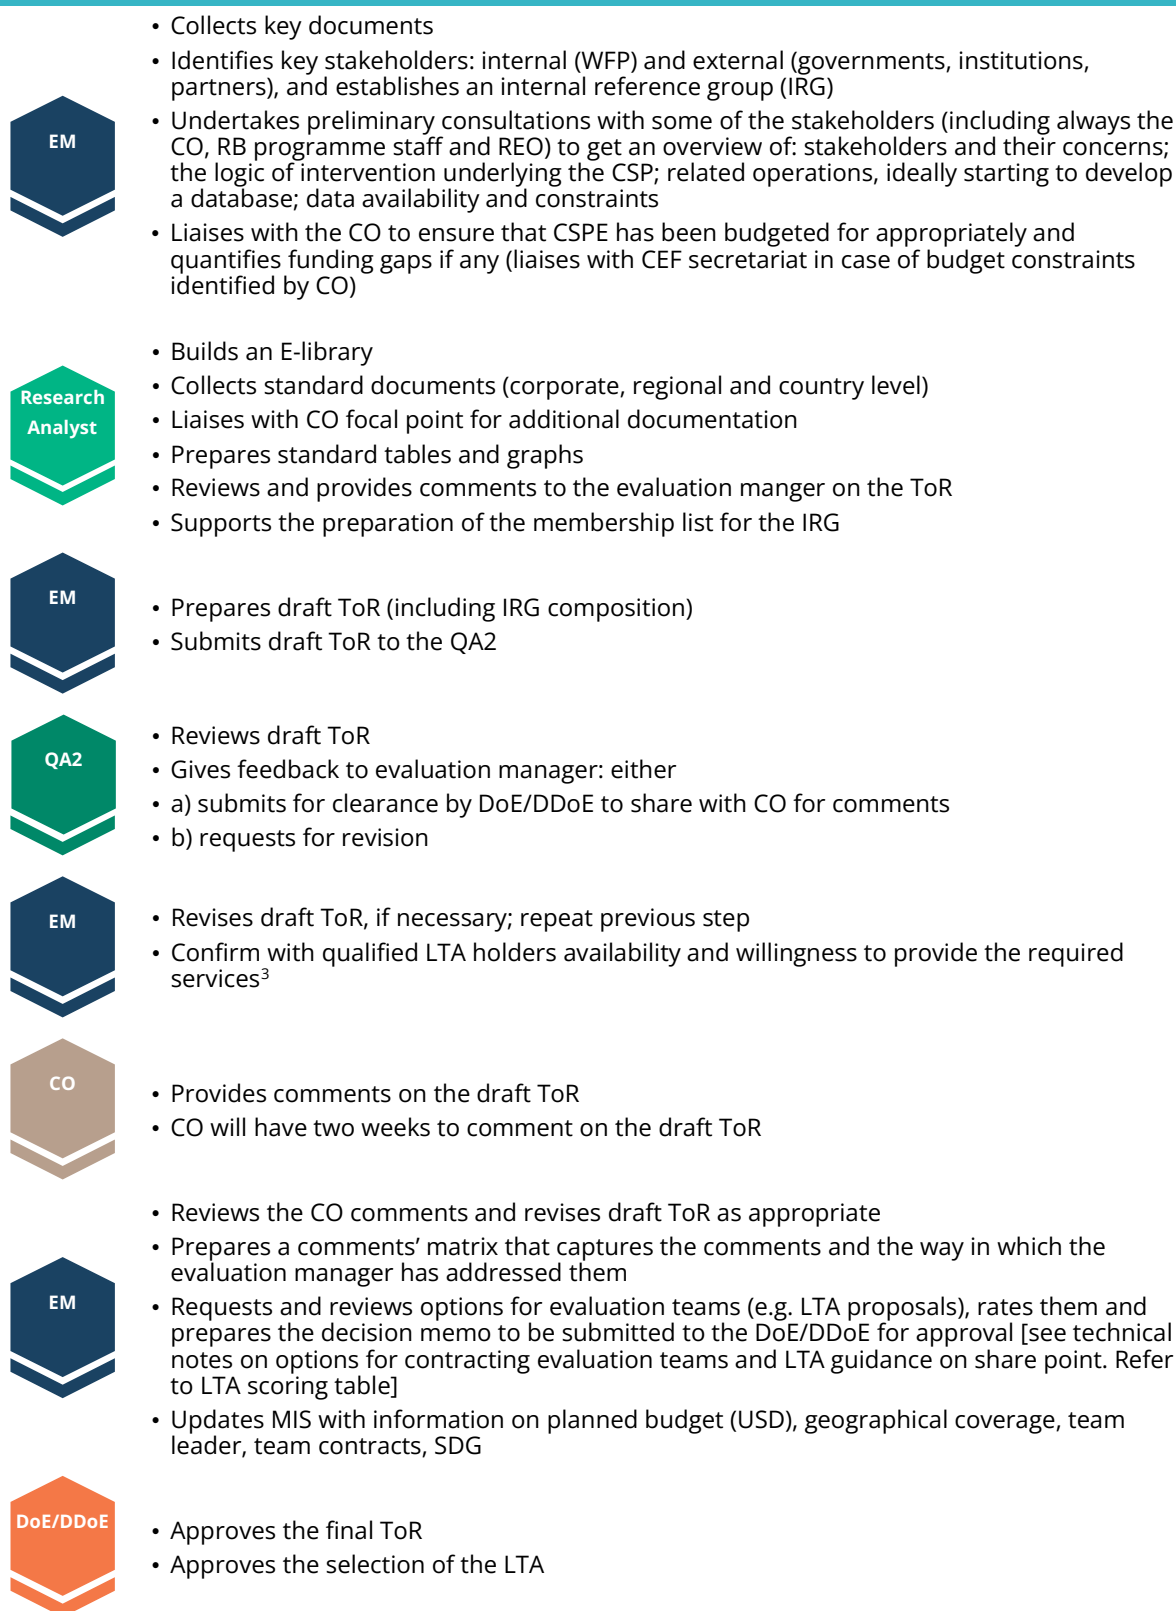 • Collects key documents
• Identifies key stakeholders: internal (WFP) and external (governments, institutions,
partners), and establishes an internal reference group (IRG)
EM
• Undertakes preliminary consultations with some of the stakeholders (including always the
CO, RB programme staff and REO) to get an overview of: stakeholders and their concerns;
the logic of intervention underlying the CSP; related operations, ideally starting to develop
a database; data availability and constraints
• Liaises with the CO to ensure that CSPE has been budgeted for appropriately and
quantifies funding gaps if any (liaises with CEF secretariat in case of budget constraints
identified by CO)
Research
Analyst
• Builds an E-library
• Collects standard documents (corporate, regional and country level)
• Liaises with CO focal point for additional documentation
• Prepares standard tables and graphs
• Reviews and provides comments to the evaluation manger on the ToR
• Supports the preparation of the membership list for the IRG
EM
• Prepares draft ToR (including IRG composition)
• Submits draft ToR to the QA2
QA2
• Reviews draft ToR
• Gives feedback to evaluation manager: either
• a) submits for clearance by DoE/DDoE to share with CO for comments
• b) requests for revision
EM
• Revises draft ToR, if necessary; repeat previous step
• Confirm with qualified LTA holders availability and willingness to provide the required
services³
CO
• Provides comments on the draft ToR
• CO will have two weeks to comment on the draft ToR
EM
• Reviews the CO comments and revises draft ToR as appropriate
• Prepares a comments’ matrix that captures the comments and the way in which the
evaluation manager has addressed them
• Requests and reviews options for evaluation teams (e.g. LTA proposals), rates them and
prepares the decision memo to be submitted to the DoE/DDoE for approval [see technical
notes on options for contracting evaluation teams and LTA guidance on share point. Refer
to LTA scoring table]
• Updates MIS with information on planned budget (USD), geographical coverage, team
leader, team contracts, SDG
DoE/DDoE
• Approves the final ToR
• Approves the selection of the LTA